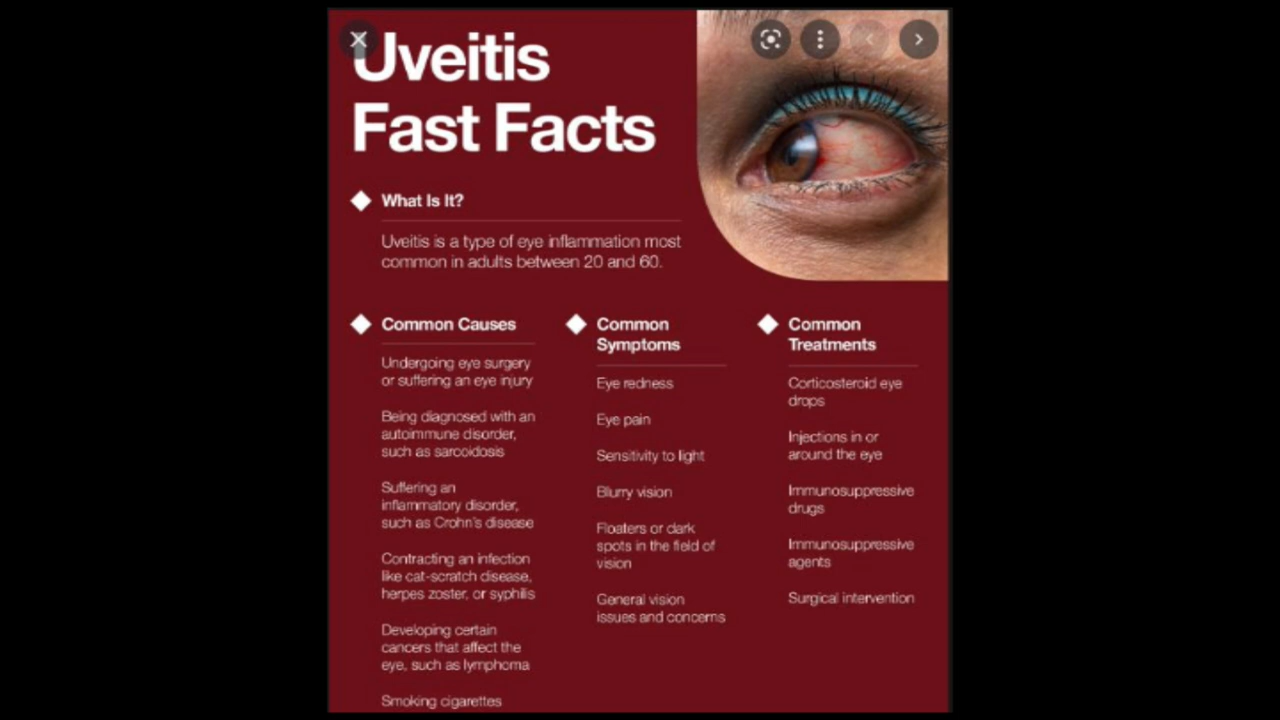 Uveitis
Fast Facts
What Is It?
Uveitis is a type of eye inflammation most
common in adults between 20 and 60.
Common Causes
Undergoing eye surgery
or suffering an eye injury
Being diagnosed with an
autoimmune disorder,
such as sarcoidosis
Suffering an
inflammatory disorder,
such as Crohn's disease
Contracting an infection
like cat-scratch disease,
herpes zoster, or syphilis
Developing certain
cancers that affect the
eye, such as lymphoma
Smoking cigarettes
Common
Symptoms
Eye redness
Eye pain
Sensitivity to light
Blurry vision
Floaters or dark
spots in the field of
vision
General vision
issues and concerns
Common
Treatments
Corticosteroid eye
drops
Injections in or
around the eye
Immunosuppressive
drugs
Immunosuppressive
agents
Surgical intervention